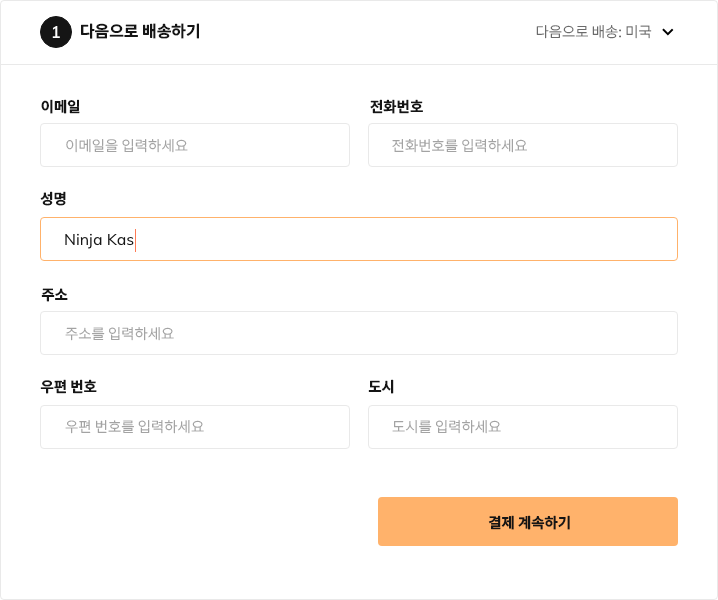 1 다음으로 배송하기
다음으로 배송: 미국
이메일
전화번호
이메일을 입력하세요
전화번호를 입력하세요
성명
Ninja Kas
주소
주소를 입력하세요
우편 번호
도시
우편 번호를 입력하세요
도시를 입력하세요
결제 계속하기